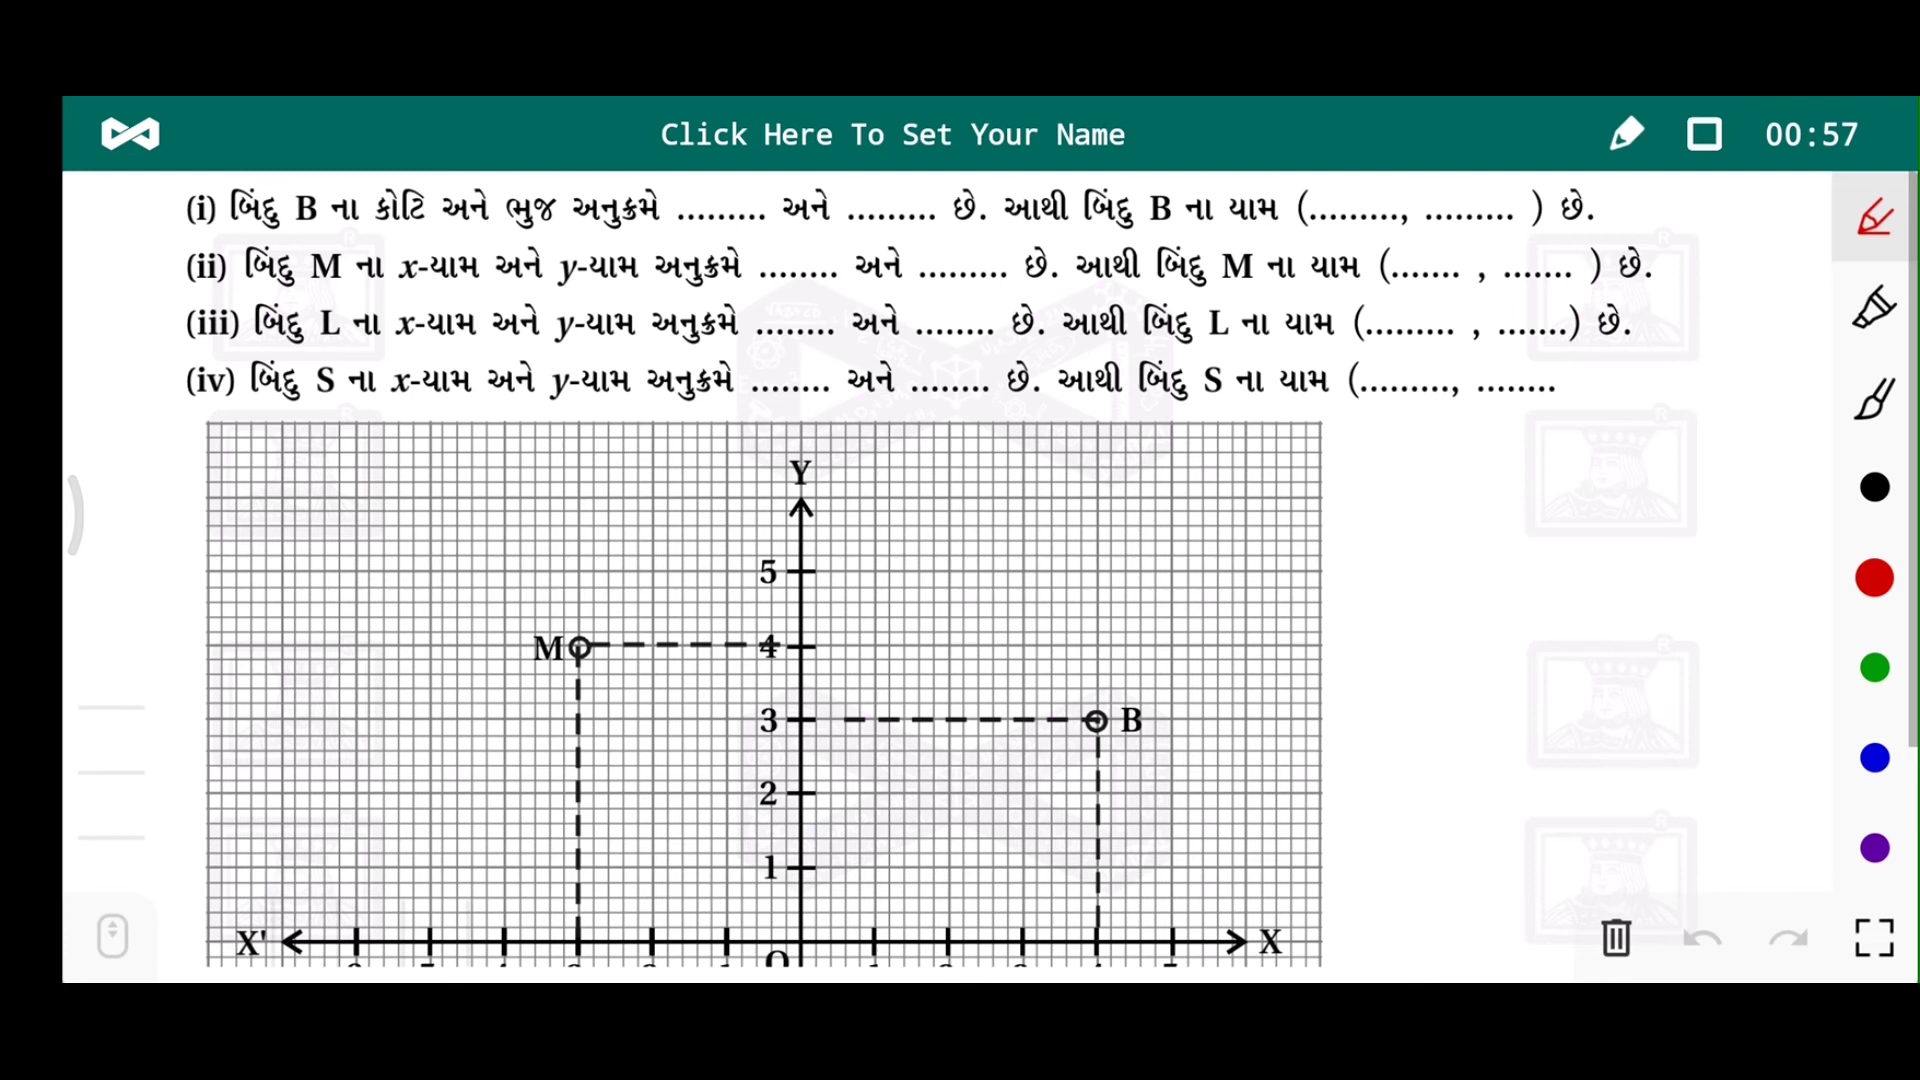 Click Here To Set Your Name
00:57
(i) બિંદુ B ના કોટિ અને ભુજ અનુક્રમે ......... અને ......... છે. આથી બિંદુ B ના યામ (........., ......... ) છે.
(ii) બિંદુ M ના x-યામ અને y-યામ અનુક્રમે ........ અને ......... છે. આથી બિંદુ M ના યામ (....... , ....... ) છે.
(iii) બિંદુ L ના x-યામ અને y-યામ અનુક્રમે ........ અને ........ છે. આથી બિંદુ L ના યામ (......... , .......) છે.
(iv) બિંદુ S ના x-યામ અને y-યામ અનુક્રમે ........ અને ........ છે. આથી બિંદુ S ના યામ (........., ........
Y
5
M 4
3 B
2
1
X' X